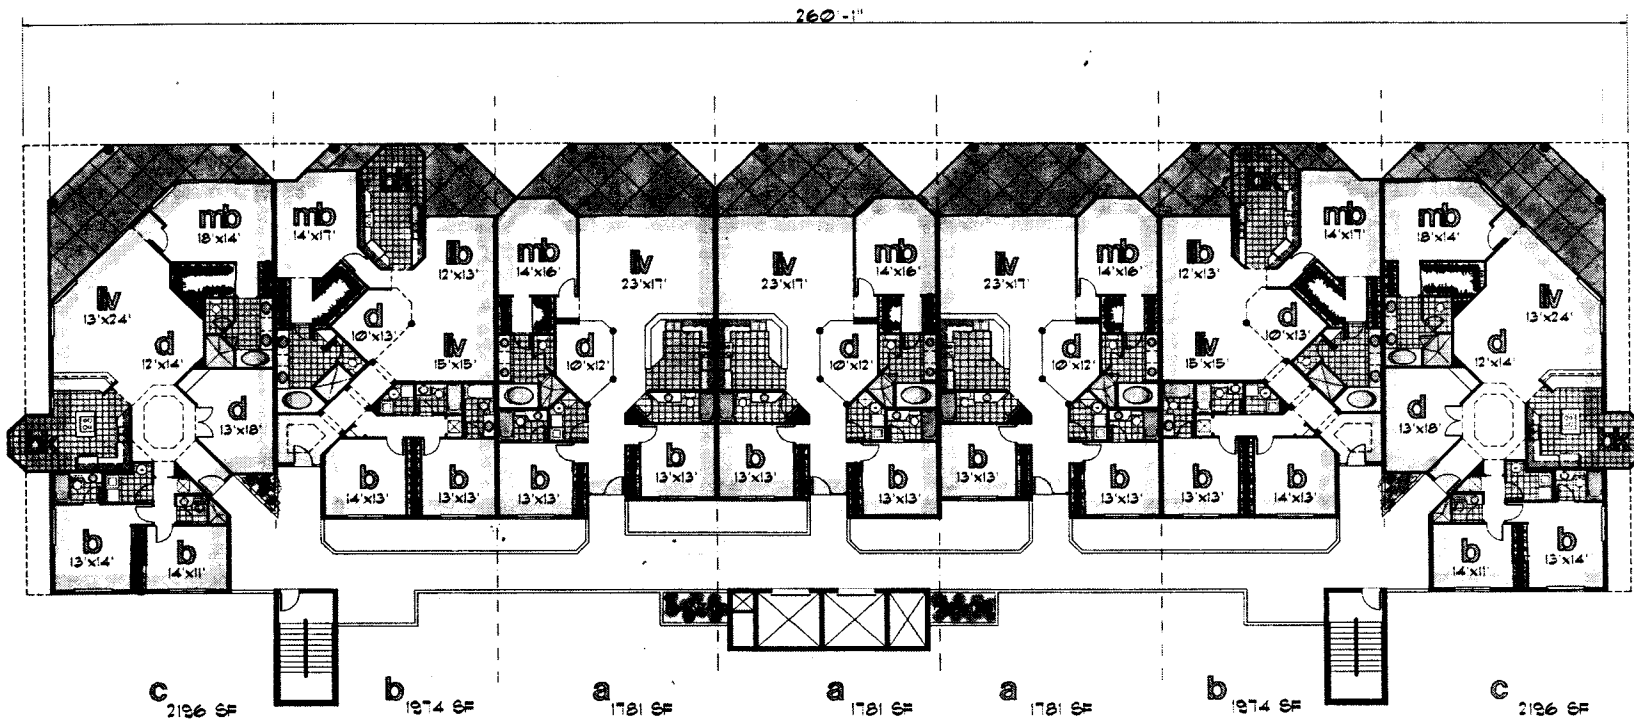 260'-1"
mb
18'x14'
mb
14'x17'
bk
lib
12'x13'
mb
14'x16'
liv
23'x17'
liv
23'x17'
mb
14'x16'
liv
23'x17'
mb
14'x16'
lib
12'x13'
bk
mb
14'x17'
mb
18'x14'
liv
13'x24'
d
12'x14'
d
10'x13'
liv
15'x15'
d
10'x12'
d
10'x12'
d
10'x12'
liv
15'x15'
d
10'x13'
d
12'x14'
liv
13'x24'
bk
d
13'x18'
d
13'x18'
bk
b
13'x14'
b
14'x11'
b
14'x13'
b
13'x13'
b
13'x13'
b
13'x13'
b
13'x13'
b
13'x13'
b
13'x13'
b
13'x13'
b
13'x13'
b
14'x13'
b
14'x11'
b
13'x14'
c 2196 SF
b 1974 SF
a 1781 SF
a 1781 SF
a 1781 SF
b 1974 SF
c 2196 SF